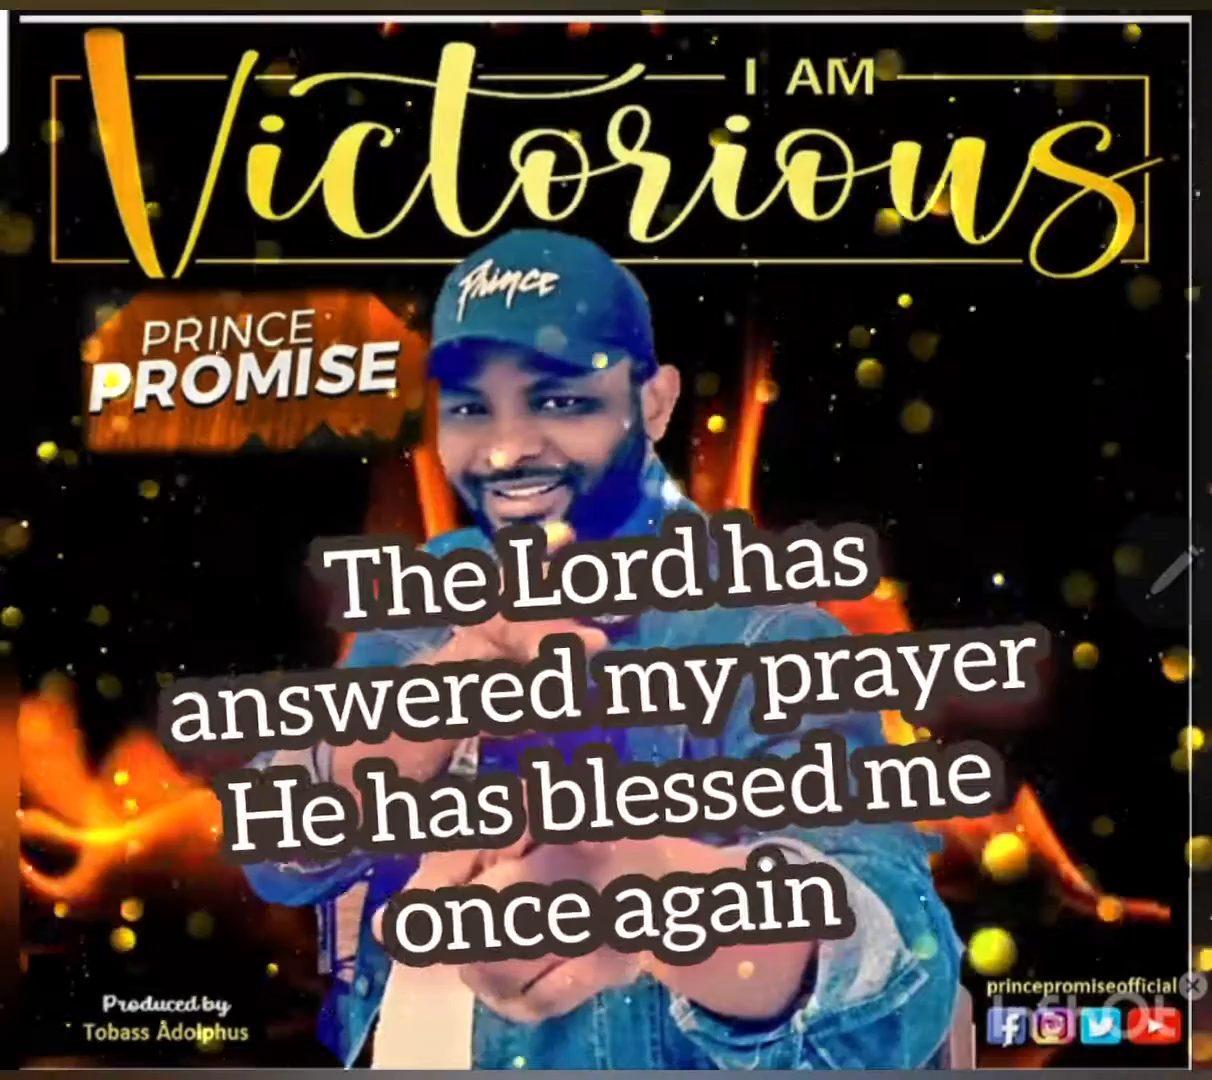 I AM
Victorious
Prince
PRINCE
PROMISE
The Lord has
answered my prayer
He has blessed me
once again
Produced by
Tobass Adolphus
princepromiseofficial
InShOt